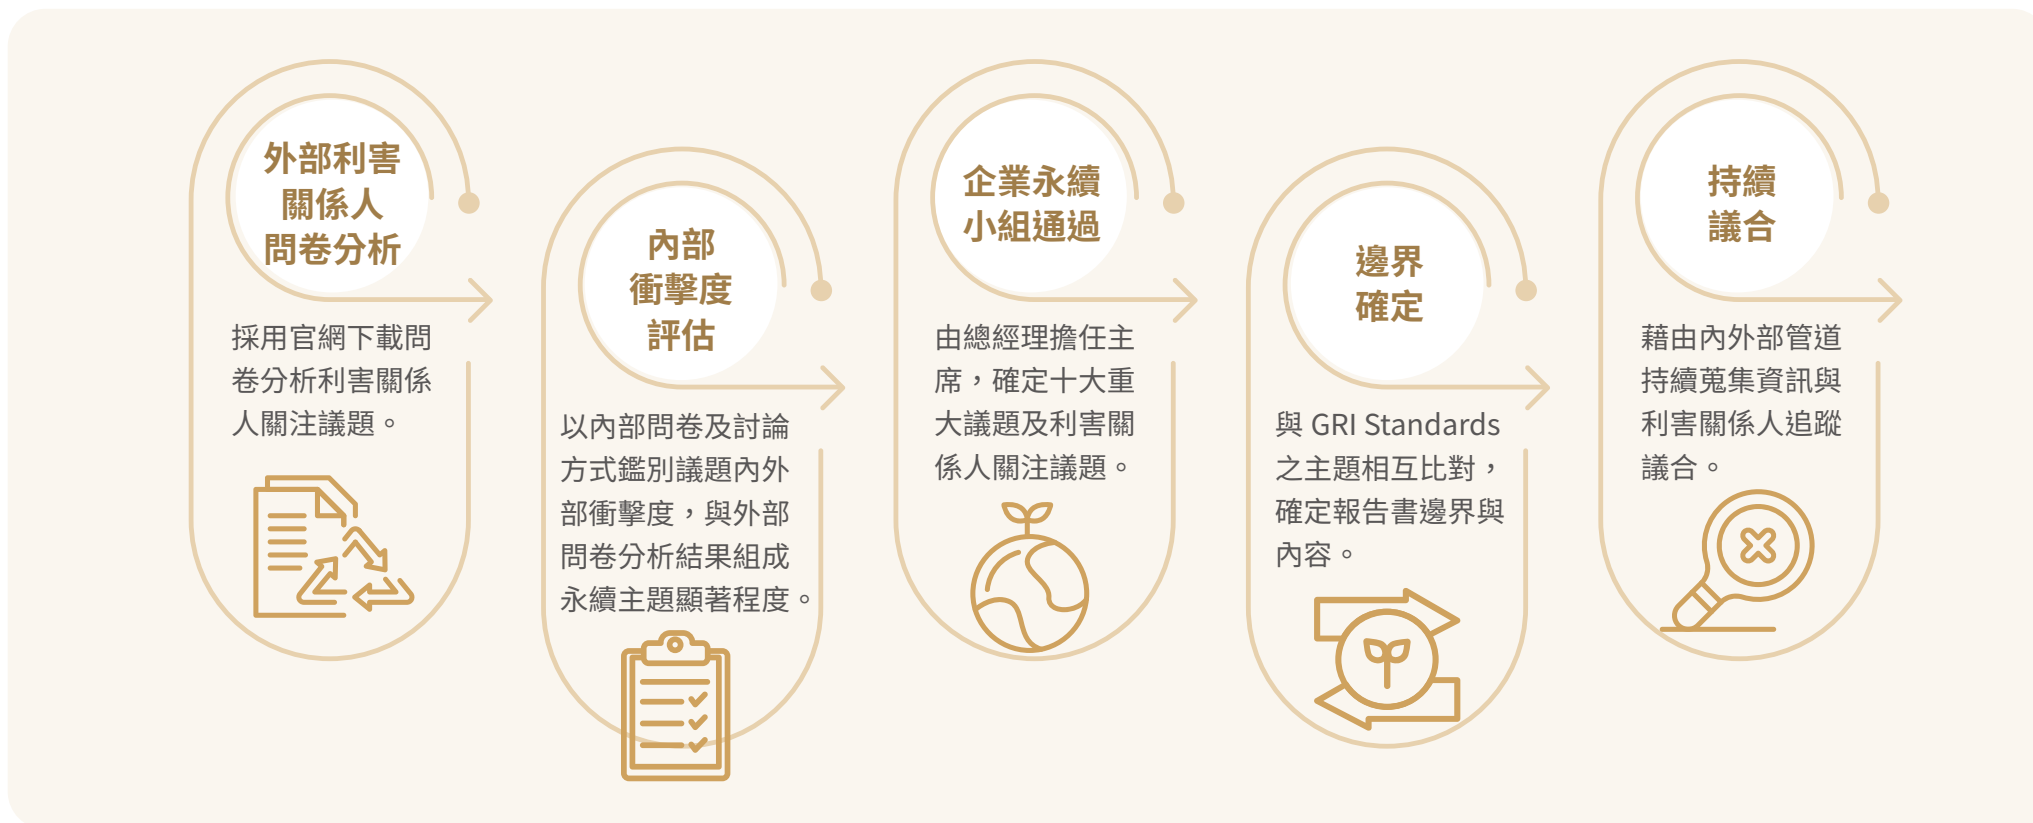 外部利害
關係人
問卷分析
採用官網下載問
卷分析利害關係
人關注議題。
內部
衝擊度
評估
以內部問卷及討論
方式鑑別議題內外
部衝擊度，與外部
問卷分析結果組成
永續主題顯著程度。
企業永續
小組通過
由總經理擔任主
席，確定十大重
大議題及利害關
係人關注議題。
邊界
確定
與 GRI Standards
之主題相互比對，
確定報告書邊界與
內容。
持續
議合
藉由內外部管道
持續蒐集資訊與
利害關係人追蹤
議合。